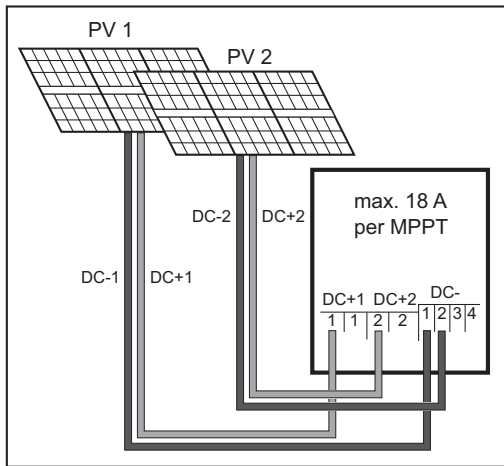 PV 1
PV 2
max. 18 A
per MPPT
DC-2 DC+2
DC-1 DC+1
DC+1 DC+2 DC-
1 1 2 2 1 2 3 4